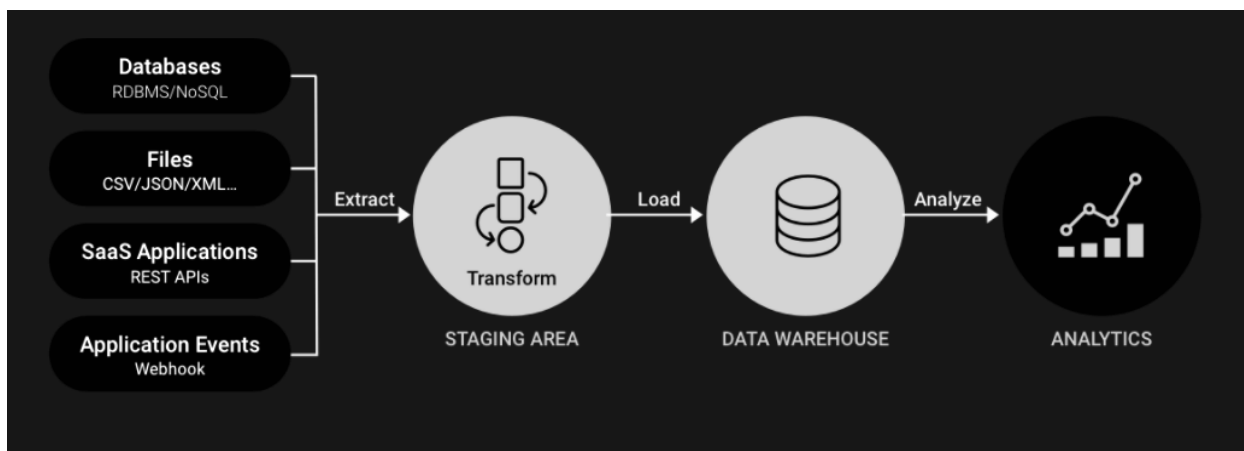 Databases
RDBMS/NoSQL
Files
CSV/JSON/XML...
SaaS Applications
REST APIs
Application Events
Webhook
Extract
Transform
STAGING AREA
Load
DATA WAREHOUSE
Analyze
ANALYTICS